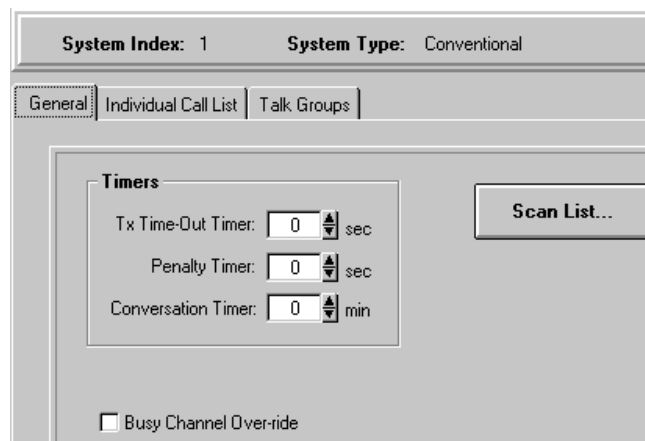 System Index: 1 System Type: Conventional
General Individual Call List Talk Groups
Timers
Tx Time-Out Timer: 0 sec
Penalty Timer: 0 sec
Conversation Timer: 0 min
Scan List...
Busy Channel Over-ride